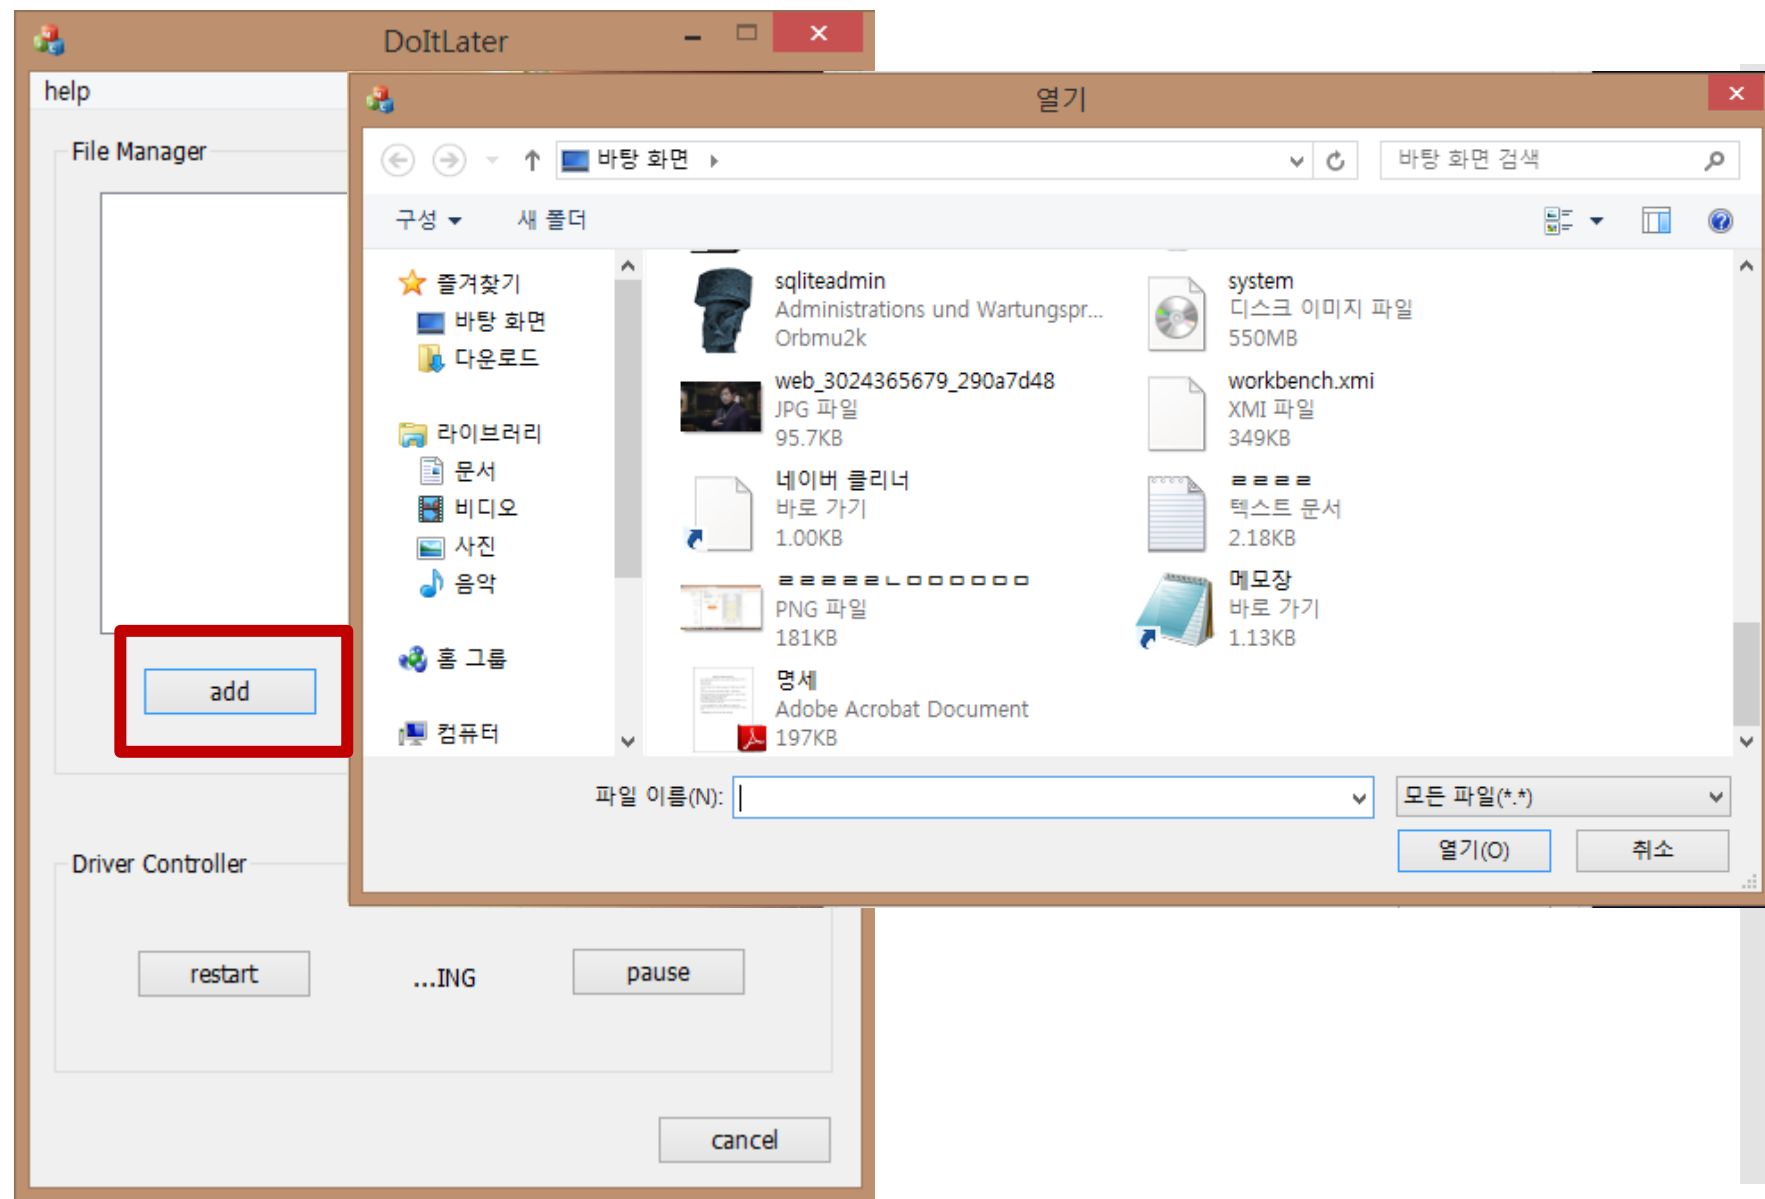 DoItLater
help
File Manager
add
Driver Controller
restart
...ING
pause
cancel
열기
바탕 화면
바탕 화면 검색
구성
새 폴더
즐겨찾기
바탕 화면
다운로드
라이브러리
문서
비디오
사진
음악
홈 그룹
컴퓨터
sqliteadmin
Administrations und Wartungspr...
Orbmu2k
system
디스크 이미지 파일
550MB
web_3024365679_290a7d48
JPG 파일
95.7KB
workbench.xmi
XMI 파일
349KB
네이버 클리너
바로 가기
1.00KB
ㄹㄹㄹㄹ
텍스트 문서
2.18KB
ㄹㄹㄹㄹㄹㄴㅁㅁㅁㅁㅁㅁ
PNG 파일
181KB
메모장
바로 가기
1.13KB
명세
Adobe Acrobat Document
197KB
파일 이름(N):
모든 파일(*.*)
열기(O)
취소